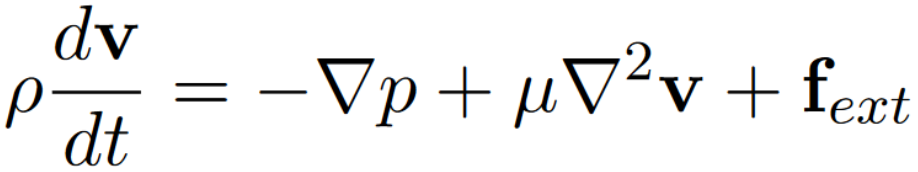 ρ d𝐯/dt = −∇p + μ∇²𝐯 + 𝐟_ext